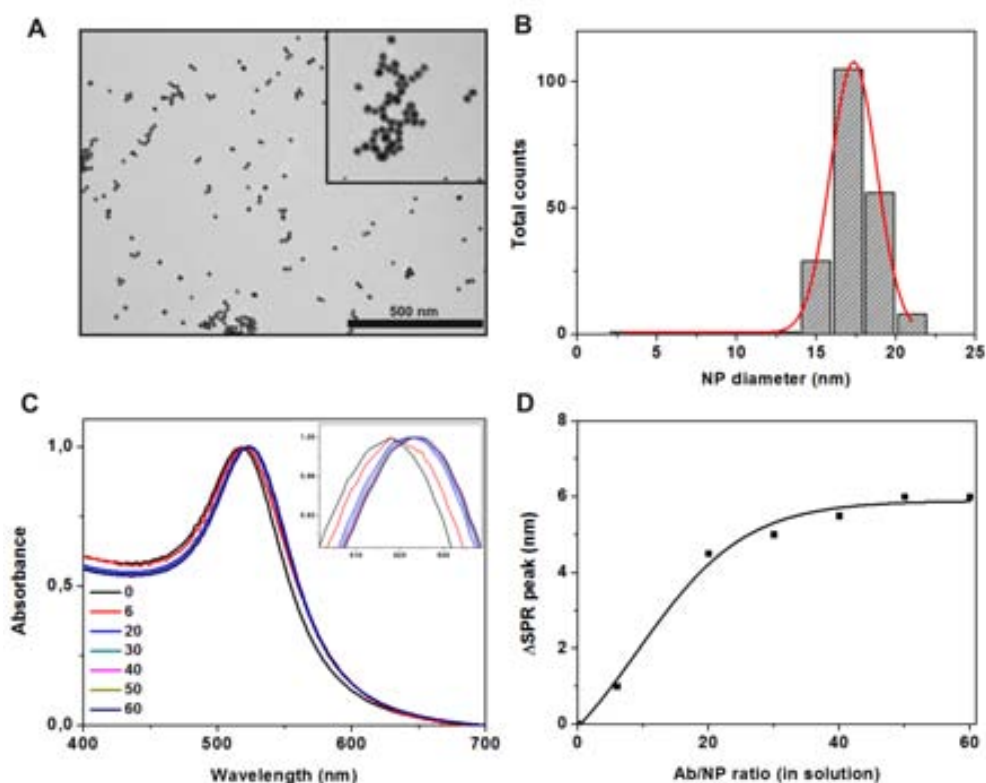 A
500 nm
B
Total counts
100
50
0
5
10
15
20
25
NP diameter (nm)
C
Absorbance
1,0
0,5
0,0
0
6
20
30
40
50
60
400
500
600
700
Wavelength (nm)
D
ΔSPR peak (nm)
8
6
4
2
0
0
20
40
60
Ab/NP ratio (in solution)